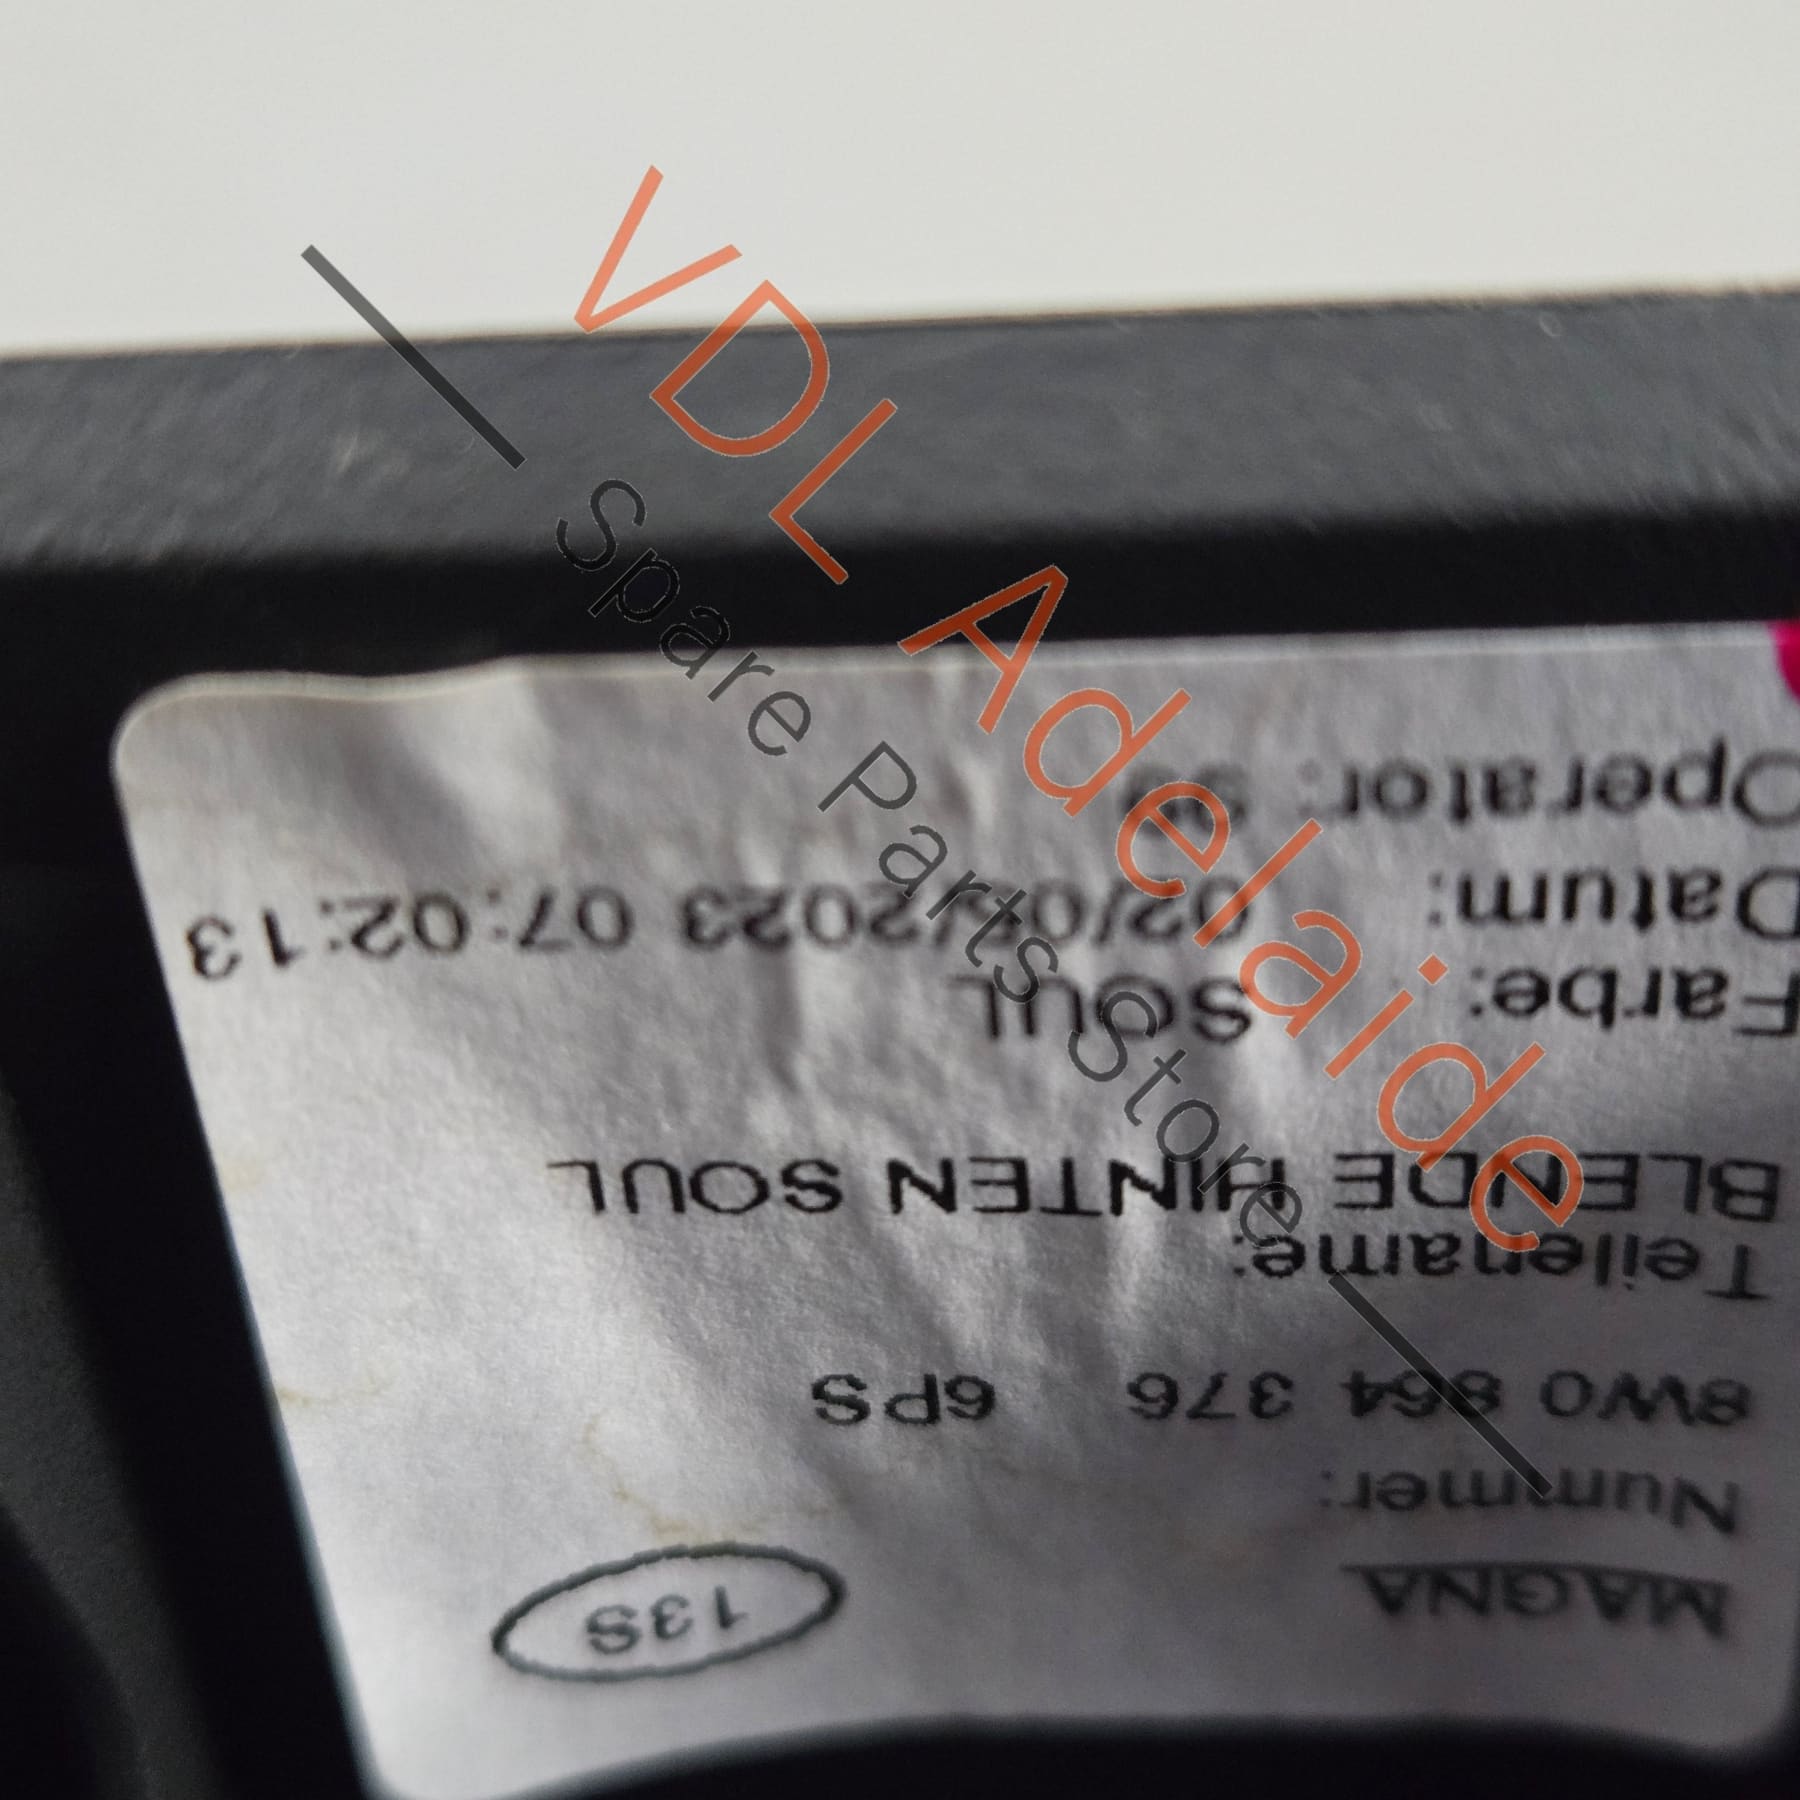 MAGNA 13S
Nummer:
8W0 864 376 6PS
Teilename:
BLENDE HINTEN SOUL
Farbe: SOUL
Datum: 2023 07:02:13
Operator:
VDL Adelaide
Spare Parts Store